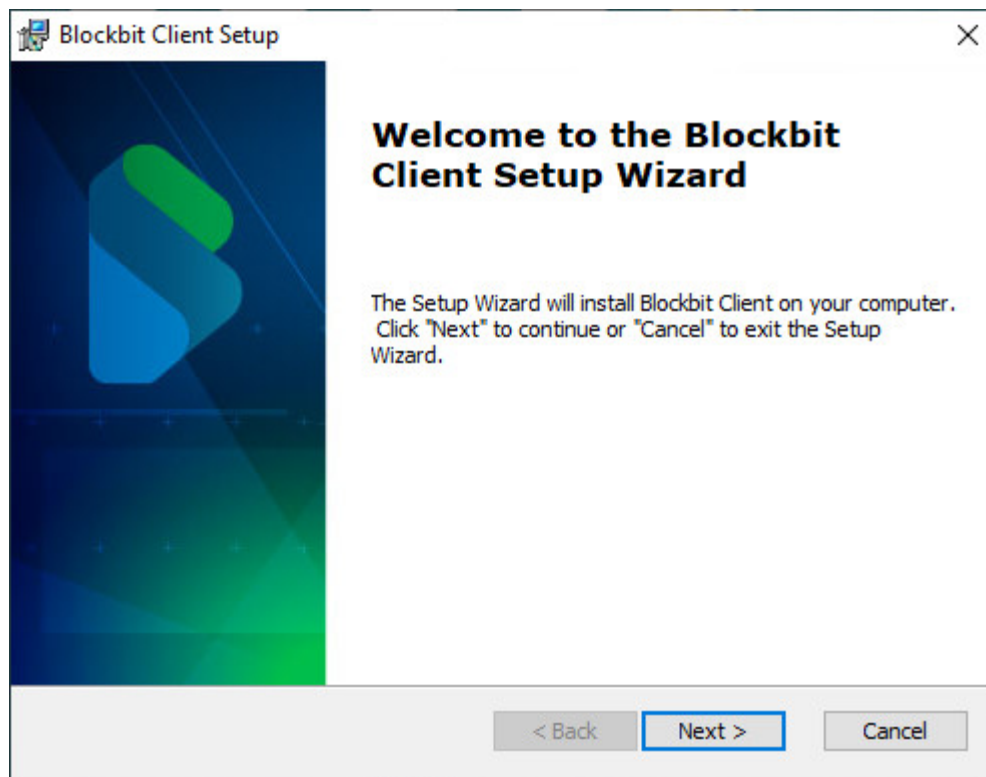 Blockbit Client Setup
Welcome to the Blockbit
Client Setup Wizard
The Setup Wizard will install Blockbit Client on your computer.
Click "Next" to continue or "Cancel" to exit the Setup
Wizard.
< Back
Next >
Cancel